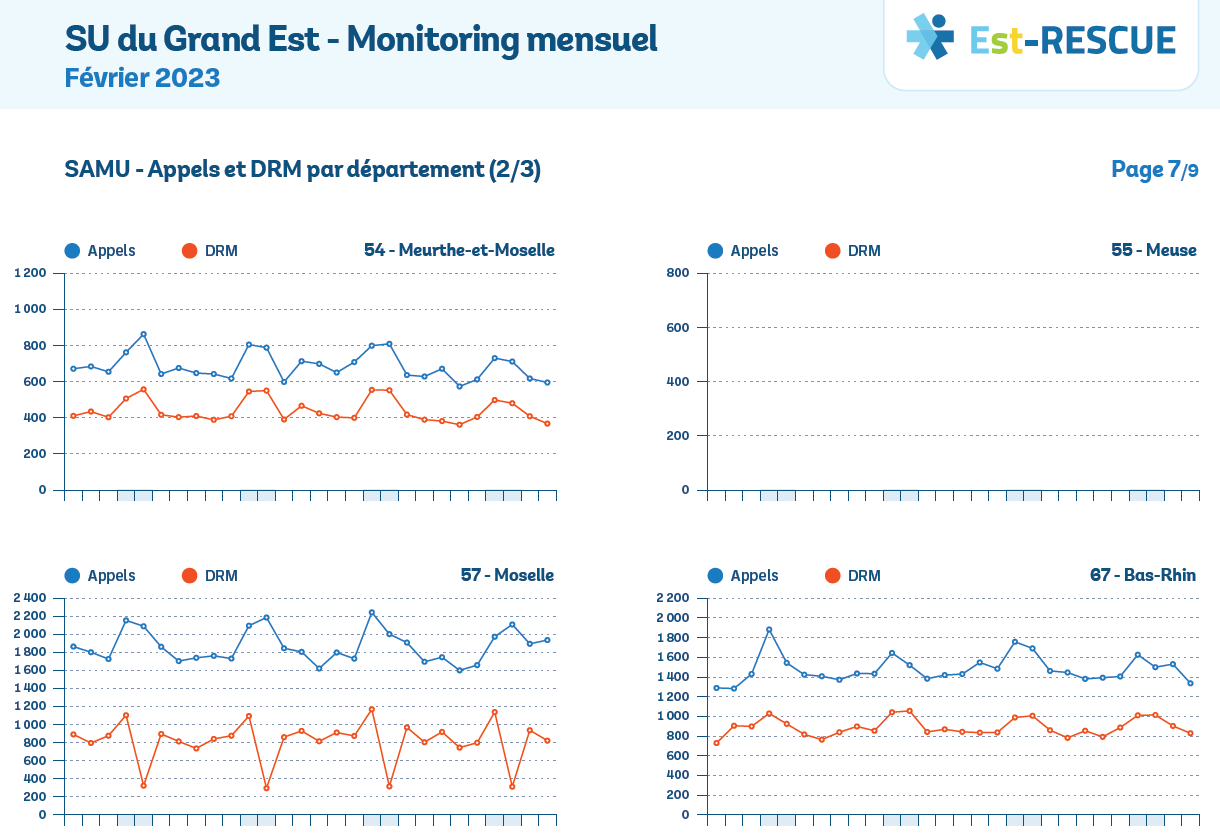 SU du Grand Est - Monitoring mensuel
Février 2023
Est-RESCUE
SAMU - Appels et DRM par département (2/3)
Page 7/9
Appels
DRM
54 - Meurthe-et-Moselle
1 200
1 000
800
600
400
200
0
Appels
DRM
55 - Meuse
800
600
400
200
0
Appels
DRM
57 - Moselle
2 400
2 200
2 000
1 800
1 600
1 400
1 200
1 000
800
600
400
200
0
Appels
DRM
67 - Bas-Rhin
2 200
2 000
1 800
1 600
1 400
1 200
1 000
800
600
400
200
0